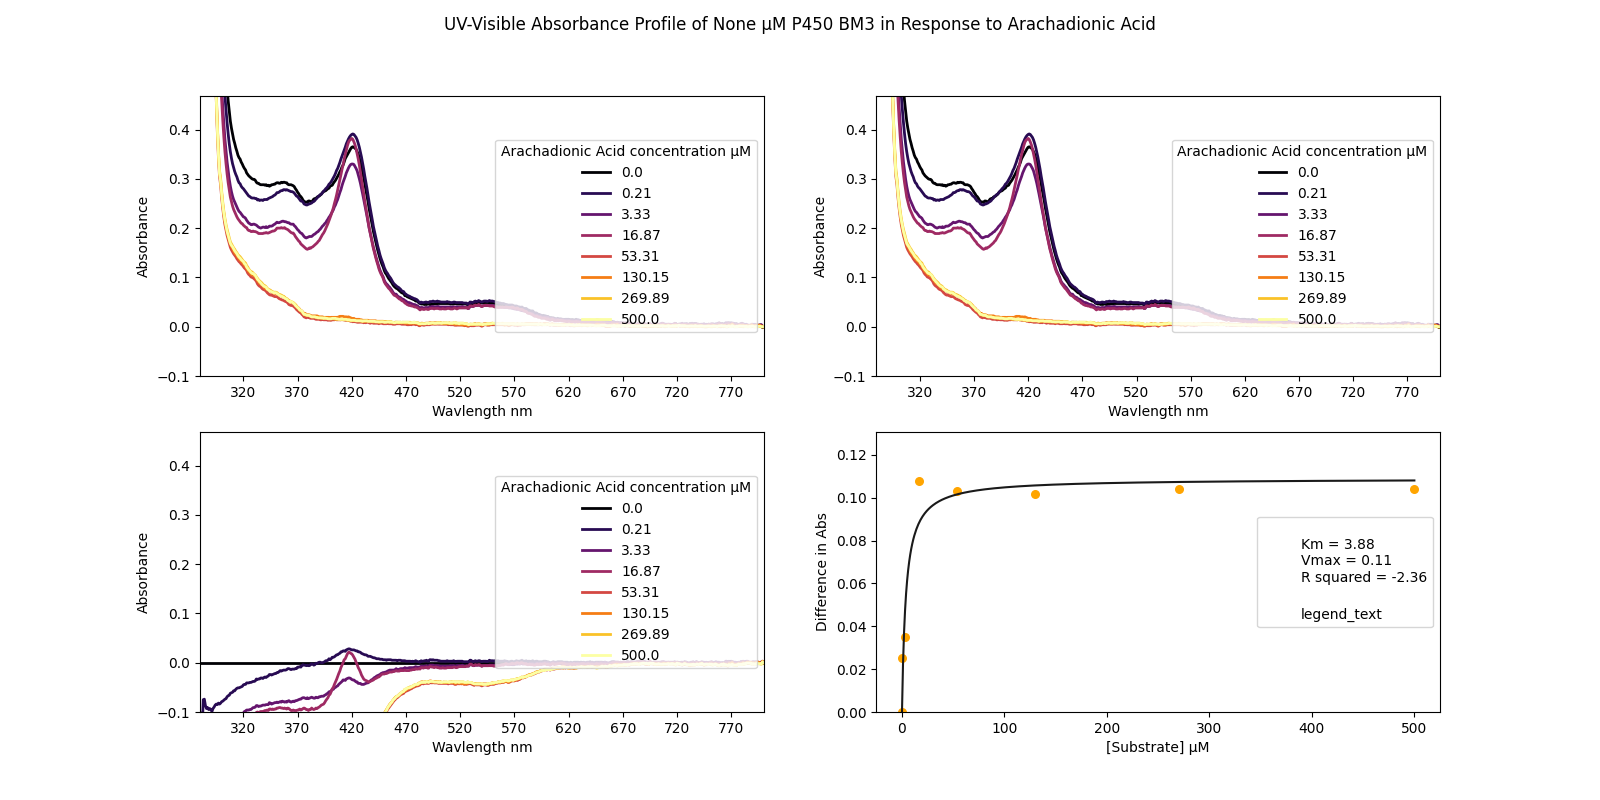 UV-Visible Absorbance Profile of None μM P450 BM3 in Response to Arachadionic Acid
Absorbance
0.4
0.3
0.2
0.1
0.0
−0.1
320 370 420 470 520 570 620 670 720 770
Wavlength nm
Arachadionic Acid concentration μM
0.0
0.21
3.33
16.87
53.31
130.15
269.89
500.0
Absorbance
0.4
0.3
0.2
0.1
0.0
−0.1
320 370 420 470 520 570 620 670 720 770
Wavlength nm
Arachadionic Acid concentration μM
0.0
0.21
3.33
16.87
53.31
130.15
269.89
500.0
Absorbance
0.4
0.3
0.2
0.1
0.0
−0.1
320 370 420 470 520 570 620 670 720 770
Wavlength nm
Arachadionic Acid concentration μM
0.0
0.21
3.33
16.87
53.31
130.15
269.89
500.0
Difference in Abs
0.12
0.10
0.08
0.06
0.04
0.02
0.00
0 100 200 300 400 500
[Substrate] μM
Km = 3.88
Vmax = 0.11
R squared = -2.36
legend_text